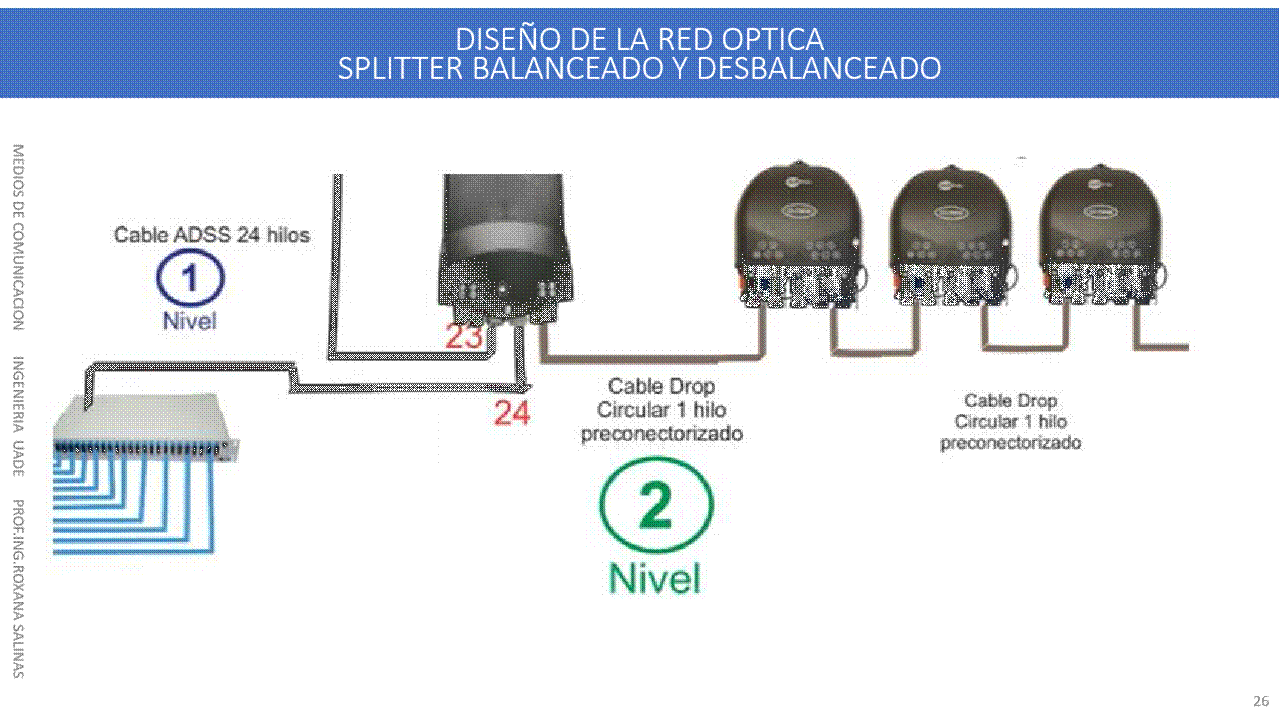 DISEÑO DE LA RED OPTICA
SPLITTER BALANCEADO Y DESBALANCEADO
MEDIOS DE COMUNICACION INGENIERIA UADE PROF.ING.ROXANA SALINAS
Cable ADSS 24 hilos
1
Nivel
23
24
Cable Drop
Circular 1 hilo
preconectorizado
2
Nivel
Cable Drop
Circular 1 hilo
preconectorizado
26